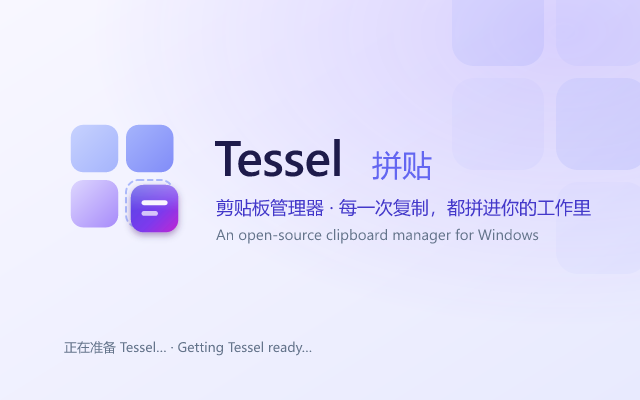 Tessel 拼贴
剪贴板管理器 · 每一次复制，都拼进你的工作里
An open-source clipboard manager for Windows
正在准备 Tessel... · Getting Tessel ready...